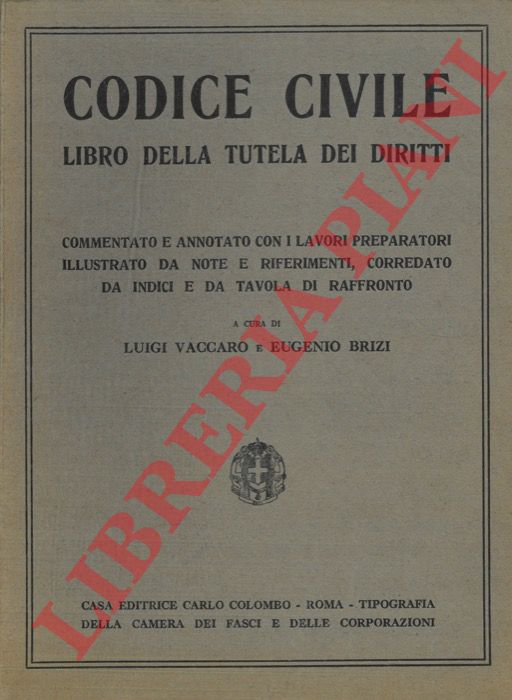 CODICE CIVILE
LIBRO DELLA TUTELA DEI DIRITTI
COMMENTATO E ANNOTATO CON I LAVORI PREPARATORI
ILLUSTRATO DA NOTE E RIFERIMENTI, CORREDATO
DA INDICI E DA TAVOLA DI RAFFRONTO
A CURA DI
LUIGI VACCARO E EUGENIO BRIZI
CASA EDITRICE CARLO COLOMBO - ROMA - TIPOGRAFIA
DELLA CAMERA DEI FASCI E DELLE CORPORAZIONI
LIBRERIA PIANI